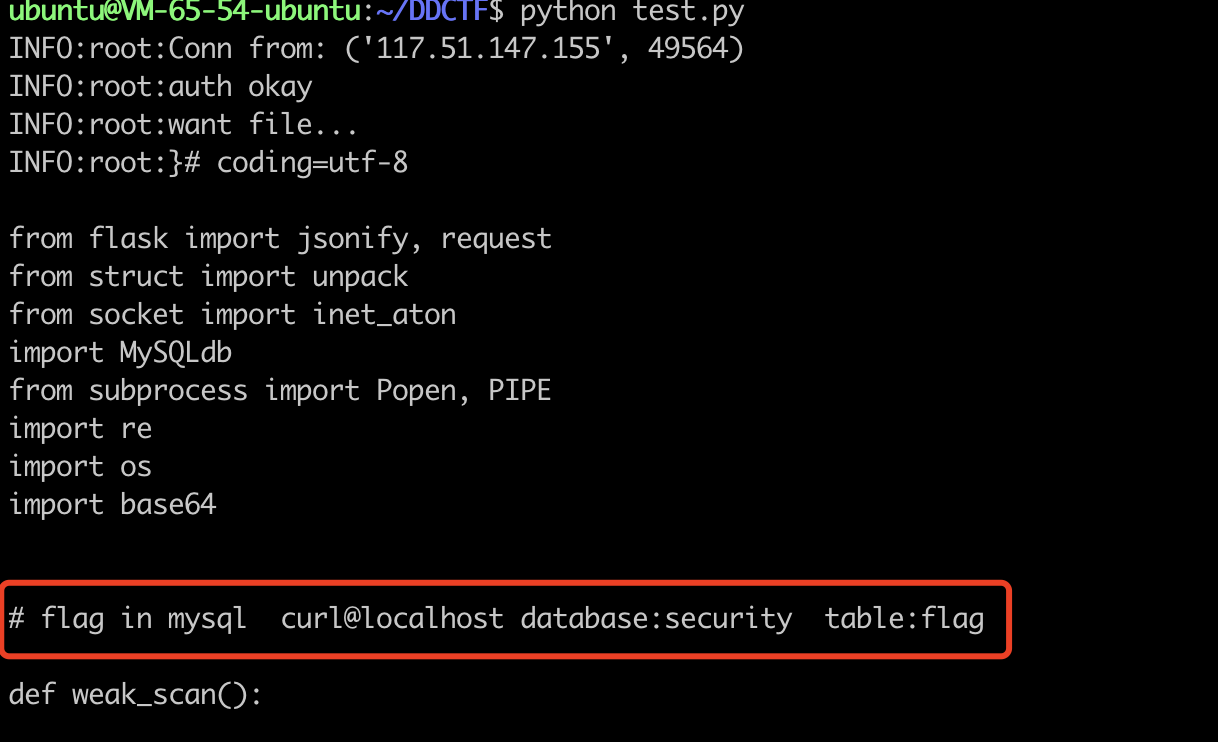 ubuntu@VM-65-54-ubuntu:~/DDCTF$ python test.py
INFO:root:Conn from: ('117.51.147.155', 49564)
INFO:root:auth okay
INFO:root:want file...
INFO:root:}# coding=utf-8
from flask import jsonify, request
from struct import unpack
from socket import inet_aton
import MySQLdb
from subprocess import Popen, PIPE
import re
import os
import base64
# flag in mysql  curl@localhost database:security  table:flag
def weak_scan():